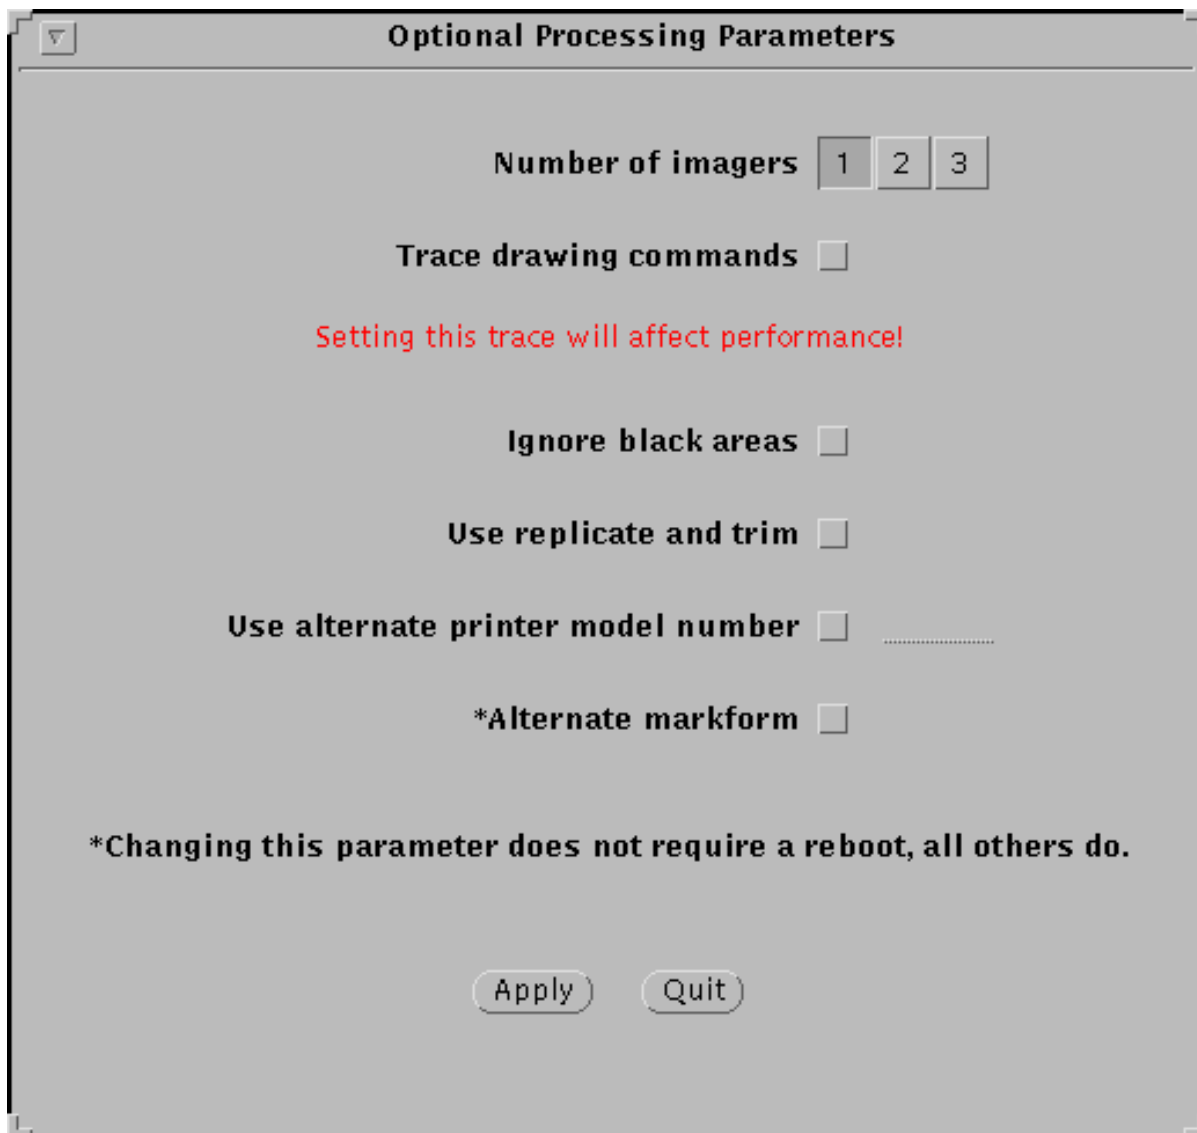 Optional Processing Parameters
Number of imagers 1 2 3
Trace drawing commands
Setting this trace will affect performance!
Ignore black areas
Use replicate and trim
Use alternate printer model number
*Alternate markform
*Changing this parameter does not require a reboot, all others do.
Apply Quit